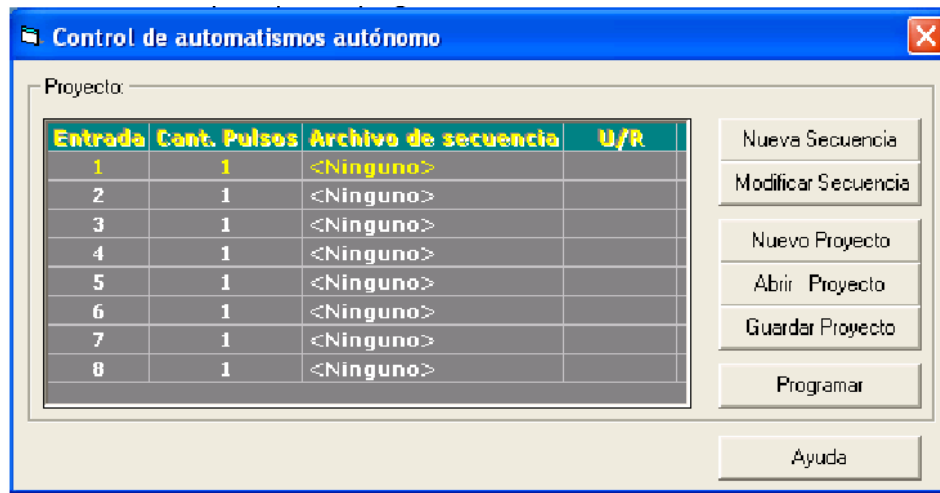 Control de automatismos autónomo
Proyecto:
Entrada Cant. Pulsos Archivo de secuencia U/R
1 1 <Ninguno>
2 1 <Ninguno>
3 1 <Ninguno>
4 1 <Ninguno>
5 1 <Ninguno>
6 1 <Ninguno>
7 1 <Ninguno>
8 1 <Ninguno>
Nueva Secuencia
Modificar Secuencia
Nuevo Proyecto
Abrir Proyecto
Guardar Proyecto
Programar
Ayuda